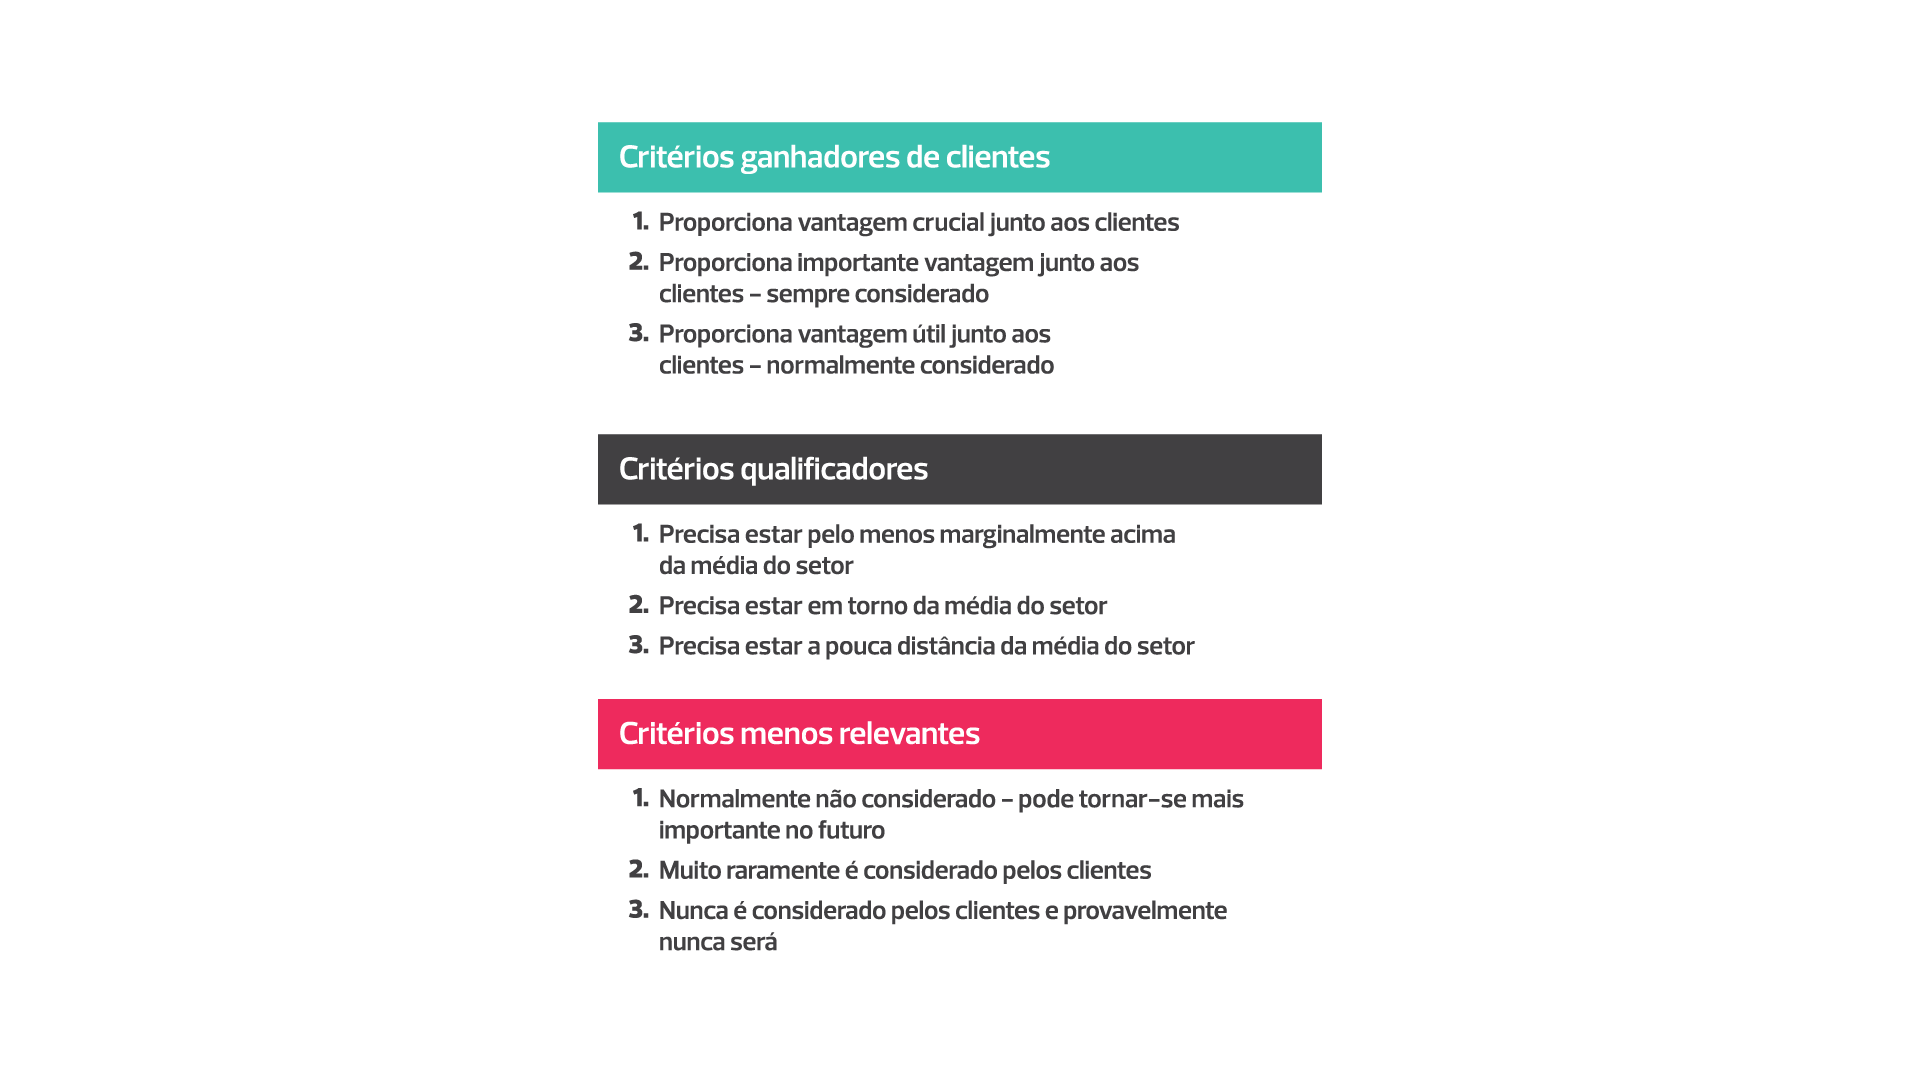 Critérios ganhadores de clientes
1. Proporciona vantagem crucial junto aos clientes
2. Proporciona importante vantagem junto aos
clientes – sempre considerado
3. Proporciona vantagem útil junto aos
clientes – normalmente considerado
Critérios qualificadores
1. Precisa estar pelo menos marginalmente acima
da média do setor
2. Precisa estar em torno da média do setor
3. Precisa estar a pouca distância da média do setor
Critérios menos relevantes
1. Normalmente não considerado – pode tornar-se mais
importante no futuro
2. Muito raramente é considerado pelos clientes
3. Nunca é considerado pelos clientes e provavelmente
nunca será